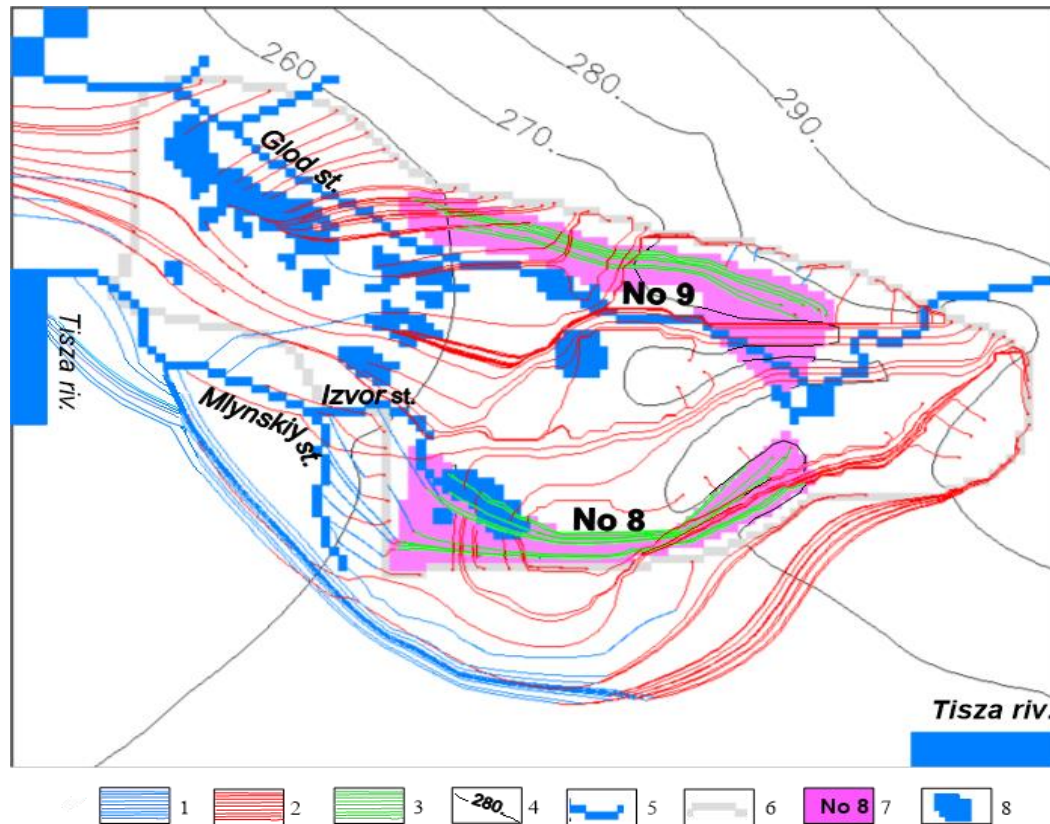 260.
280.
290.
270.
Glod st.
No 9
Tisza riv.
Izvor st.
Mlynskiy st.
No 8
Tisza riv.
1 2 3 280. 4 5 6 No 8 7 8